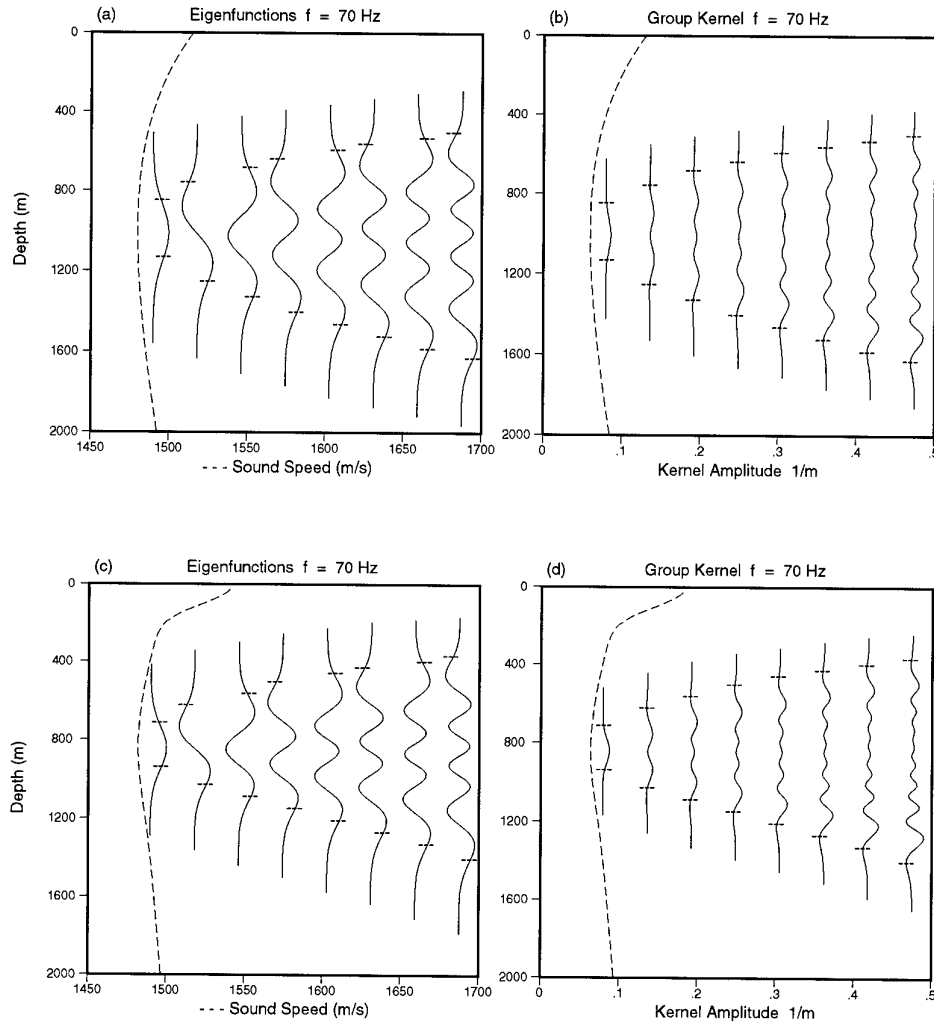 (a) Eigenfunctions f = 70 Hz
0
400
800
1200
1600
2000
Depth (m)
1450 1500 1550 1600 1650 1700
--- Sound Speed (m/s)
(b) Group Kernel f = 70 Hz
0
400
800
1200
1600
2000
0 .1 .2 .3 .4 .5
Kernel Amplitude 1/m
(c) Eigenfunctions f = 70 Hz
0
400
800
1200
1600
2000
Depth (m)
1450 1500 1550 1600 1650 1700
--- Sound Speed (m/s)
(d) Group Kernel f = 70 Hz
0
400
800
1200
1600
2000
0 .1 .2 .3 .4 .5
Kernel Amplitude 1/m